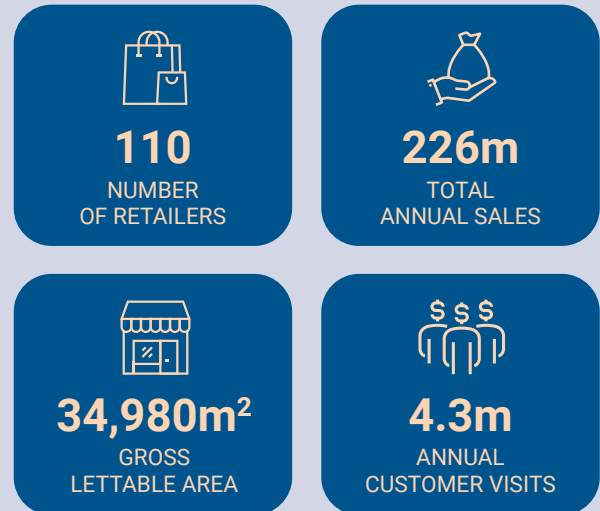 110
NUMBER
OF RETAILERS
226m
TOTAL
ANNUAL SALES
34,980m²
GROSS
LETTABLE AREA
$ $ $
4.3m
ANNUAL
CUSTOMER VISITS